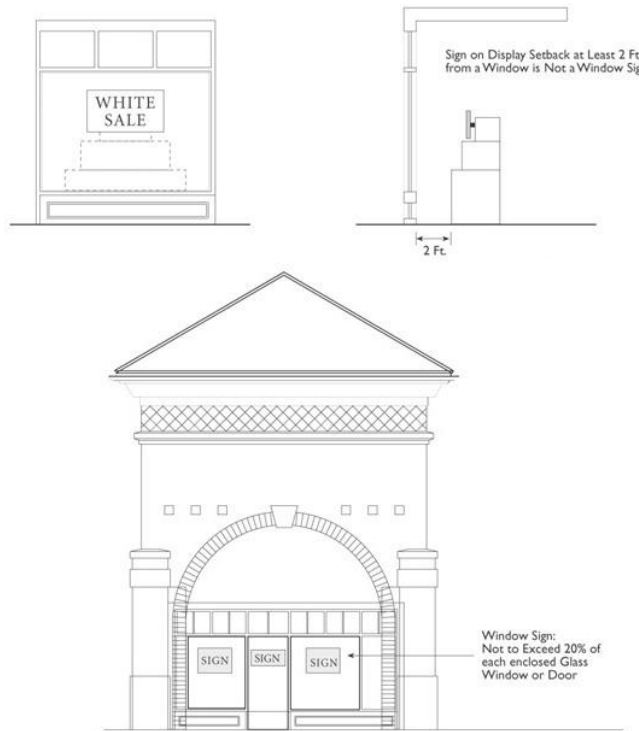 WHITE
SALE
Sign on Display Setback at Least 2 Ft
from a Window is Not a Window
2 Ft.
SIGN
SIGN
SIGN
Window Sign:
Not to Exceed 20% of
each enclosed Glass
Window or Door